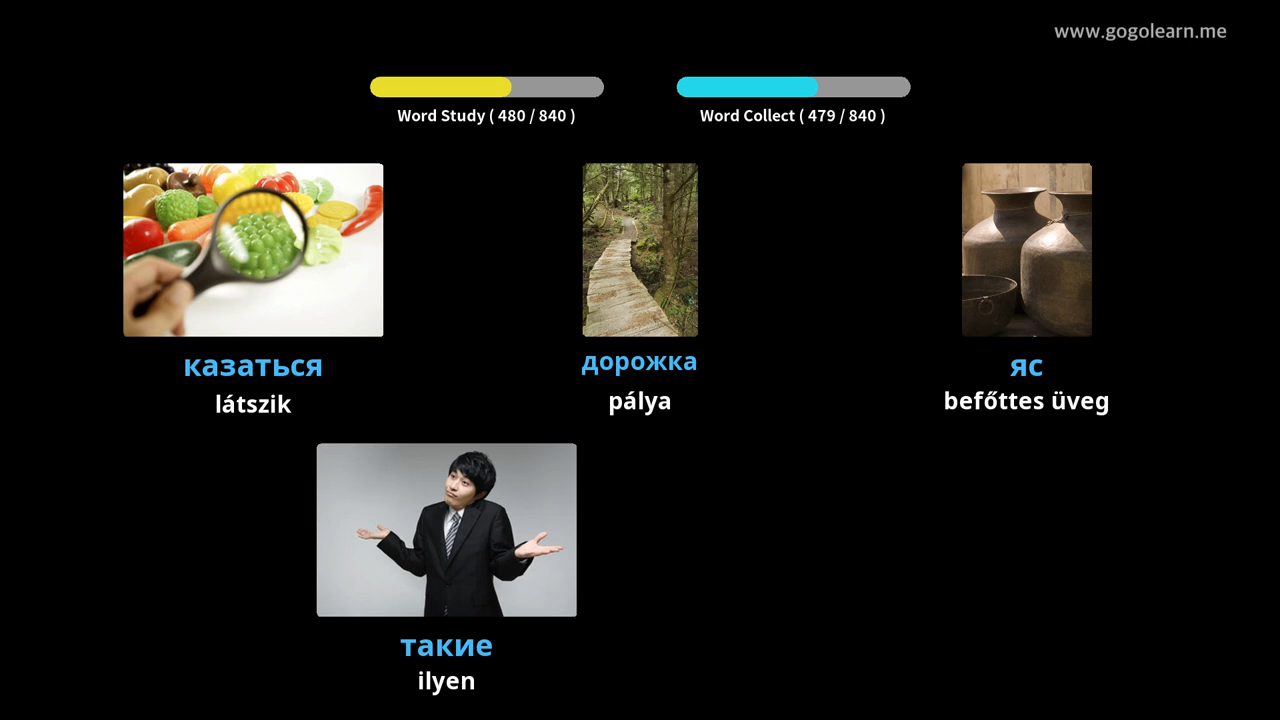 www.gogolearn.me
Word Study ( 480 / 840 )
Word Collect ( 479 / 840 )
казаться
látszik
дорожка
pálya
яс
befőttes üveg
такие
ilyen